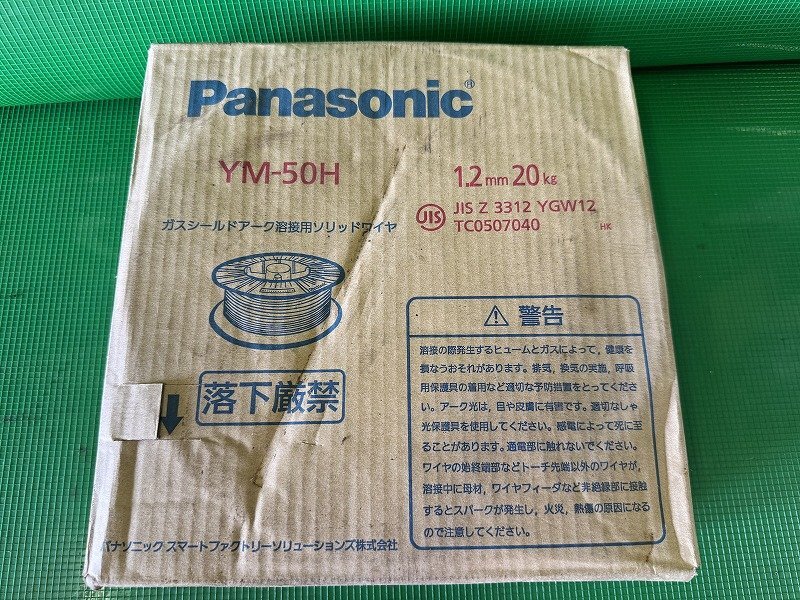 Panasonic®
YM-50H
1.2mm 20kg
JIS
JIS Z 3312 YGW12
TC0507040
HK
ガスシールドアーク溶接用ソリッドワイヤ
落下厳禁
⚠ 警告
溶接の際発生するヒュームとガスによって，健康を
損なうおそれがあります。排気，換気の実施，呼吸
用保護具の着用など適切な予防措置をとってくださ
い。アーク光は，目や皮膚に有害です。適切なしゃ
光保護具を使用してください。感電によって死に至
ることがあります。通電部に触れないでください。
ワイヤの始終端部などトーチ先端以外のワイヤが，
溶接中に母材，ワイヤフィーダなど非絶縁部に接触
するとスパークが発生し，火災，熱傷の原因になる
ので注意してください。
パナソニック スマートファクトリーソリューションズ株式会社